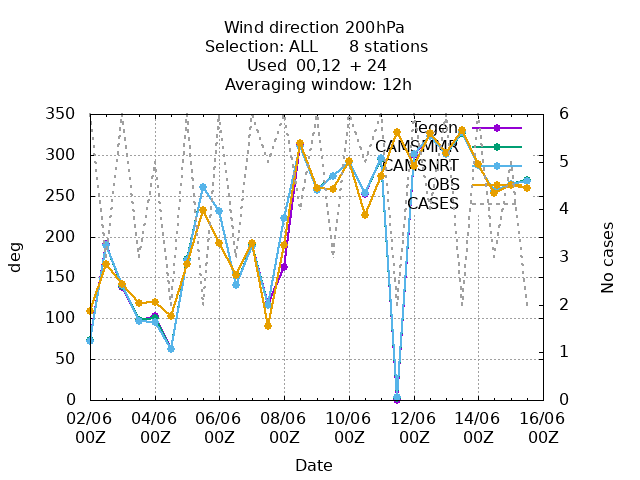 Wind direction 200hPa
Selection: ALL 8 stations
Used 00,12 + 24
Averaging window: 12h
350 6
Tegen
CAMSMMR
300 5
CAMSNRT
OBS
250
CASES 4
200
deg
No cases
3
150
100 2
50 1
0 0
02/06 04/06 06/06 08/06 10/06 12/06 14/06 16/06
00Z 00Z 00Z 00Z 00Z 00Z 00Z 00Z
Date